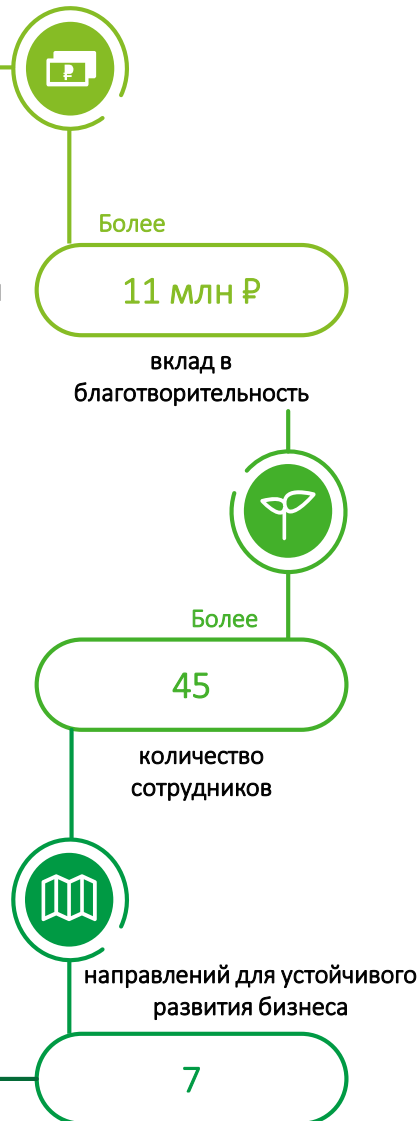 Более
11 млн ₽
вклад в
благотворительность
Более
45
количество
сотрудников
направлений для устойчивого
развития бизнеса
7